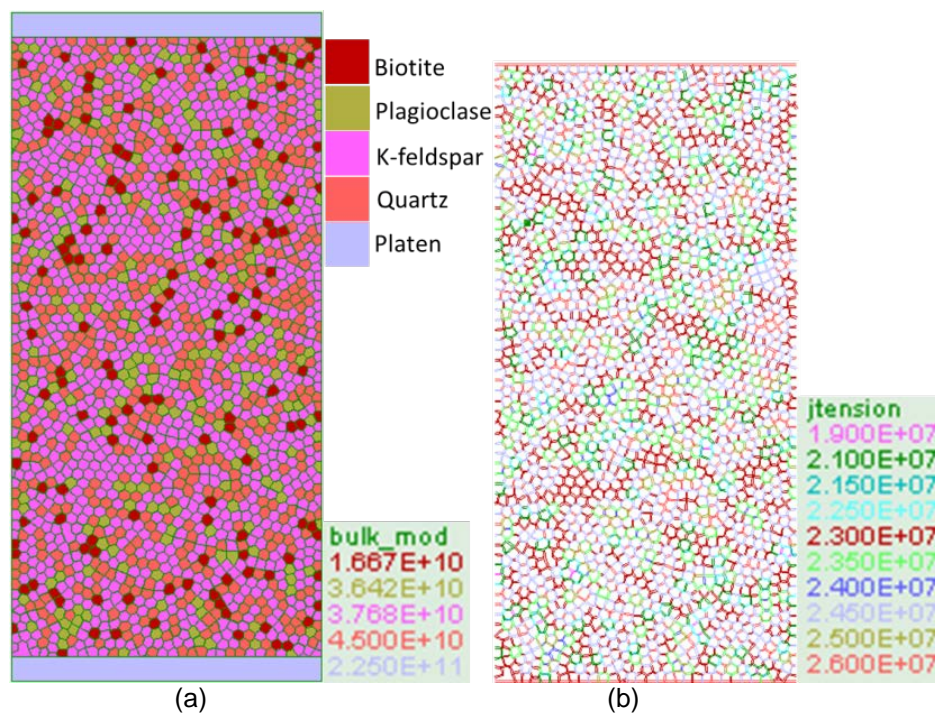 Biotite
Plagioclase
K-feldspar
Quartz
Platen
bulk_mod
1.667E+10
3.642E+10
3.768E+10
4.500E+10
2.250E+11
(a)
jtension
1.900E+07
2.100E+07
2.150E+07
2.250E+07
2.300E+07
2.350E+07
2.400E+07
2.450E+07
2.500E+07
2.600E+07
(b)